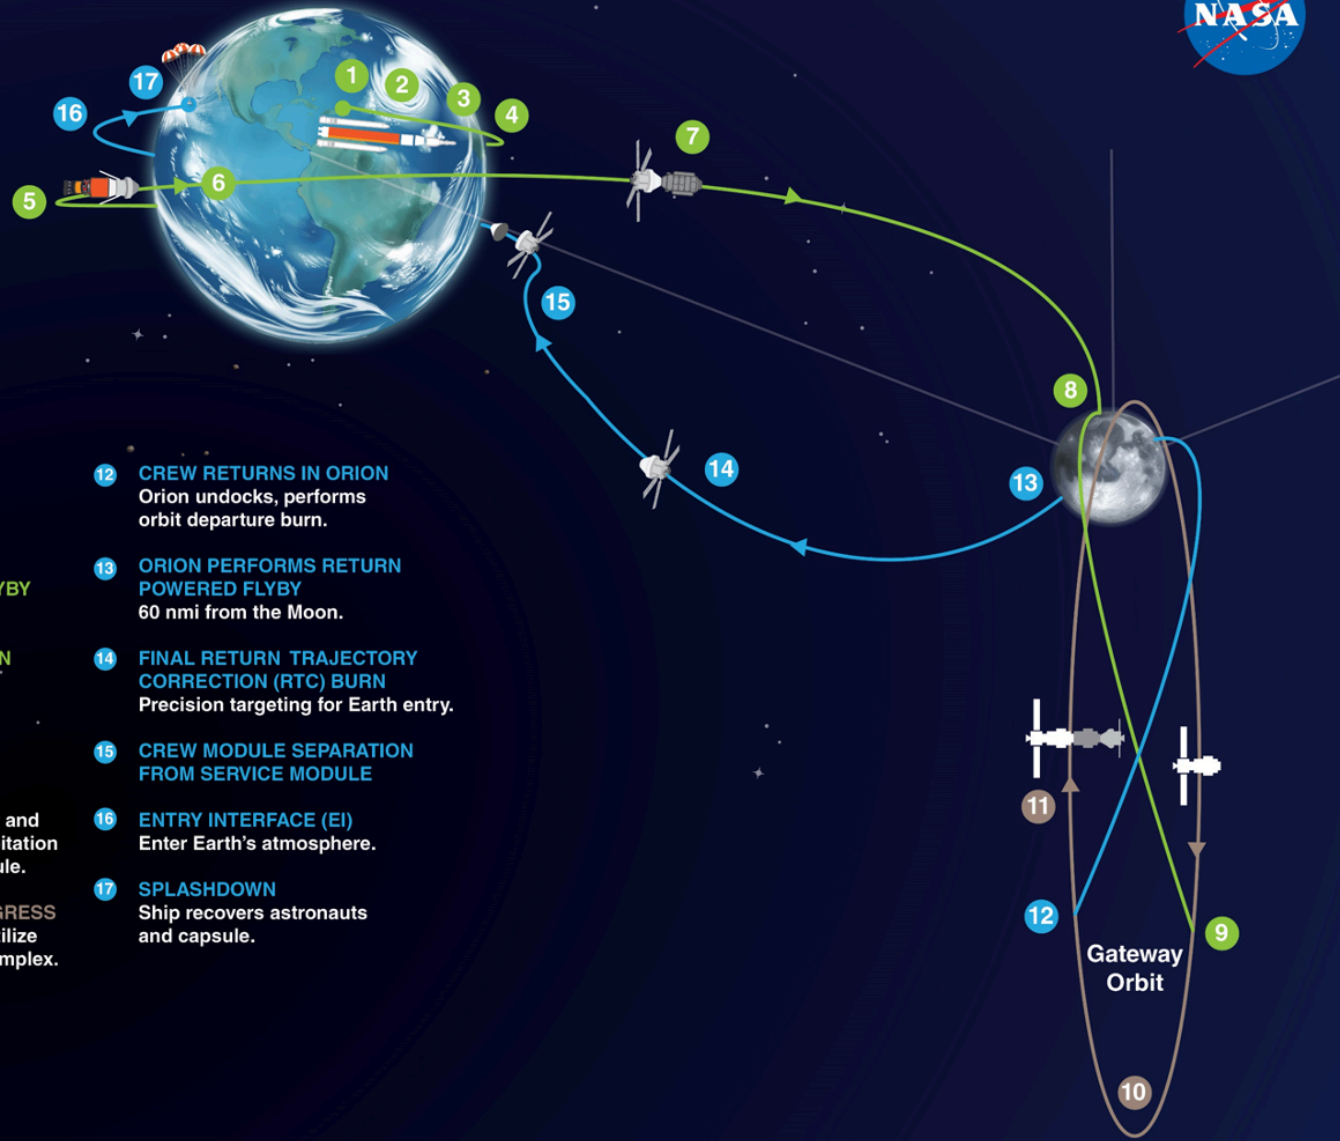 NASA
1
2
3
4
5
6
7
8
9
10
11
12
13
14
15
16
17
Gateway
Orbit
YBY
N
and
itation
ule.
GRESS
ilize
mplex.
12 CREW RETURNS IN ORION
Orion undocks, performs
orbit departure burn.
13 ORION PERFORMS RETURN
POWERED FLYBY
60 nmi from the Moon.
14 FINAL RETURN TRAJECTORY
CORRECTION (RTC) BURN
Precision targeting for Earth entry.
15 CREW MODULE SEPARATION
FROM SERVICE MODULE
16 ENTRY INTERFACE (EI)
Enter Earth's atmosphere.
17 SPLASHDOWN
Ship recovers astronauts
and capsule.